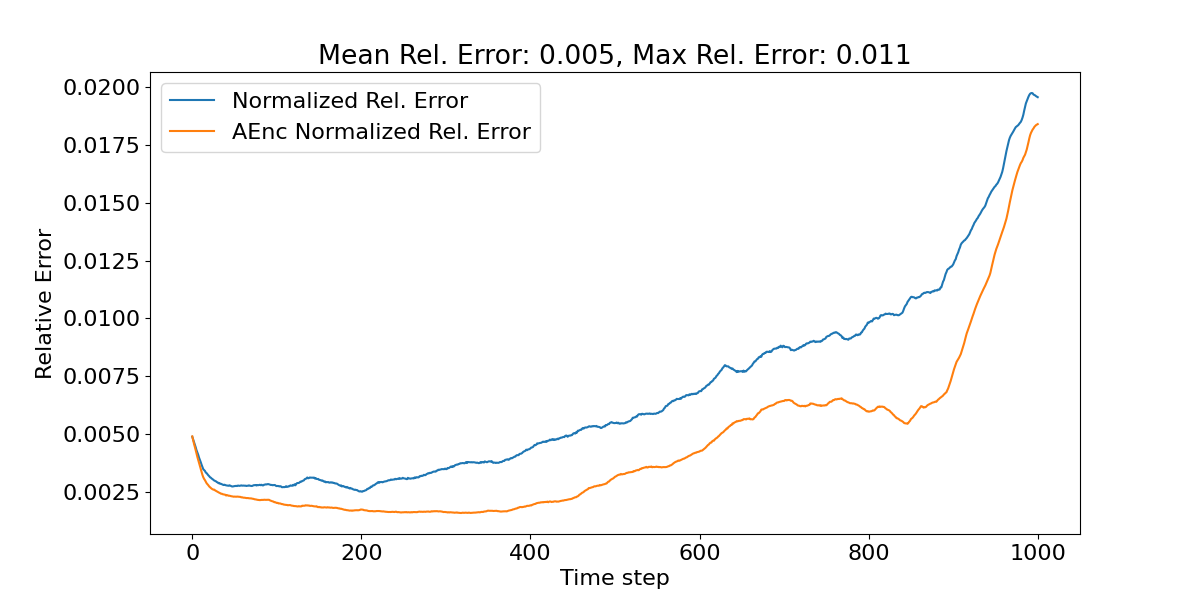 Mean Rel. Error: 0.005, Max Rel. Error: 0.011
Normalized Rel. Error
AEnc Normalized Rel. Error
Relative Error
0.0200
0.0175
0.0150
0.0125
0.0100
0.0075
0.0050
0.0025
0 200 400 600 800 1000
Time step